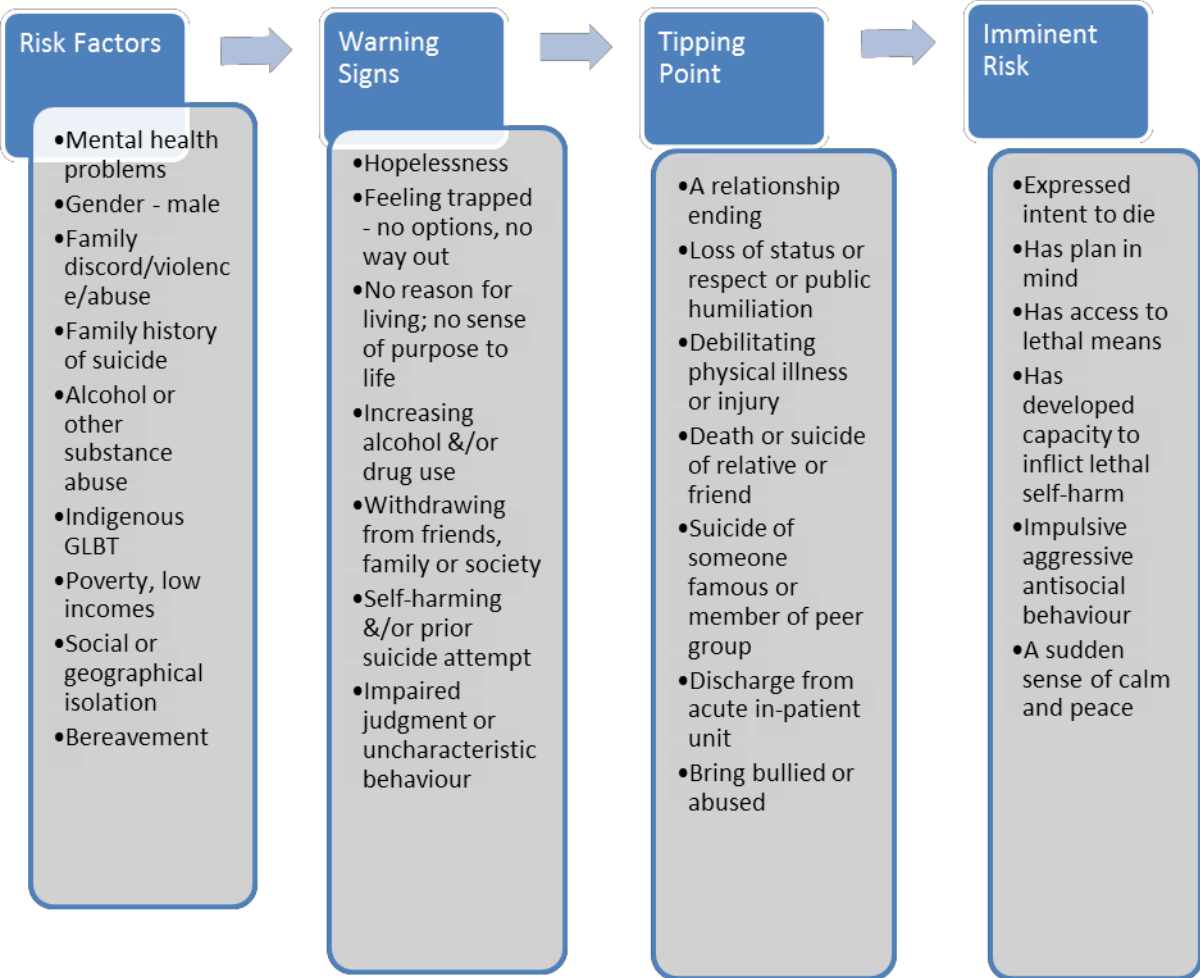 Risk Factors
•Mental health
problems
•Gender - male
•Family
discord/violenc
e/abuse
•Family history
of suicide
•Alcohol or
other
substance
abuse
•Indigenous
GLBT
•Poverty, low
incomes
•Social or
geographical
isolation
•Bereavement
Warning
Signs
•Hopelessness
•Feeling trapped
- no options, no
way out
•No reason for
living; no sense
of purpose to
life
•Increasing
alcohol &/or
drug use
•Withdrawing
from friends,
family or society
•Self-harming
&/or prior
suicide attempt
•Impaired
judgment or
uncharacteristic
behaviour
Tipping
Point
•A relationship
ending
•Loss of status or
respect or public
humiliation
•Debilitating
physical illness
or injury
•Death or suicide
of relative or
friend
•Suicide of
someone
famous or
member of peer
group
•Discharge from
acute in-patient
unit
•Bring bullied or
abused
Imminent
Risk
•Expressed
intent to die
•Has plan in
mind
•Has access to
lethal means
•Has
developed
capacity to
inflict lethal
self-harm
•Impulsive
aggressive
antisocial
behaviour
•A sudden
sense of calm
and peace